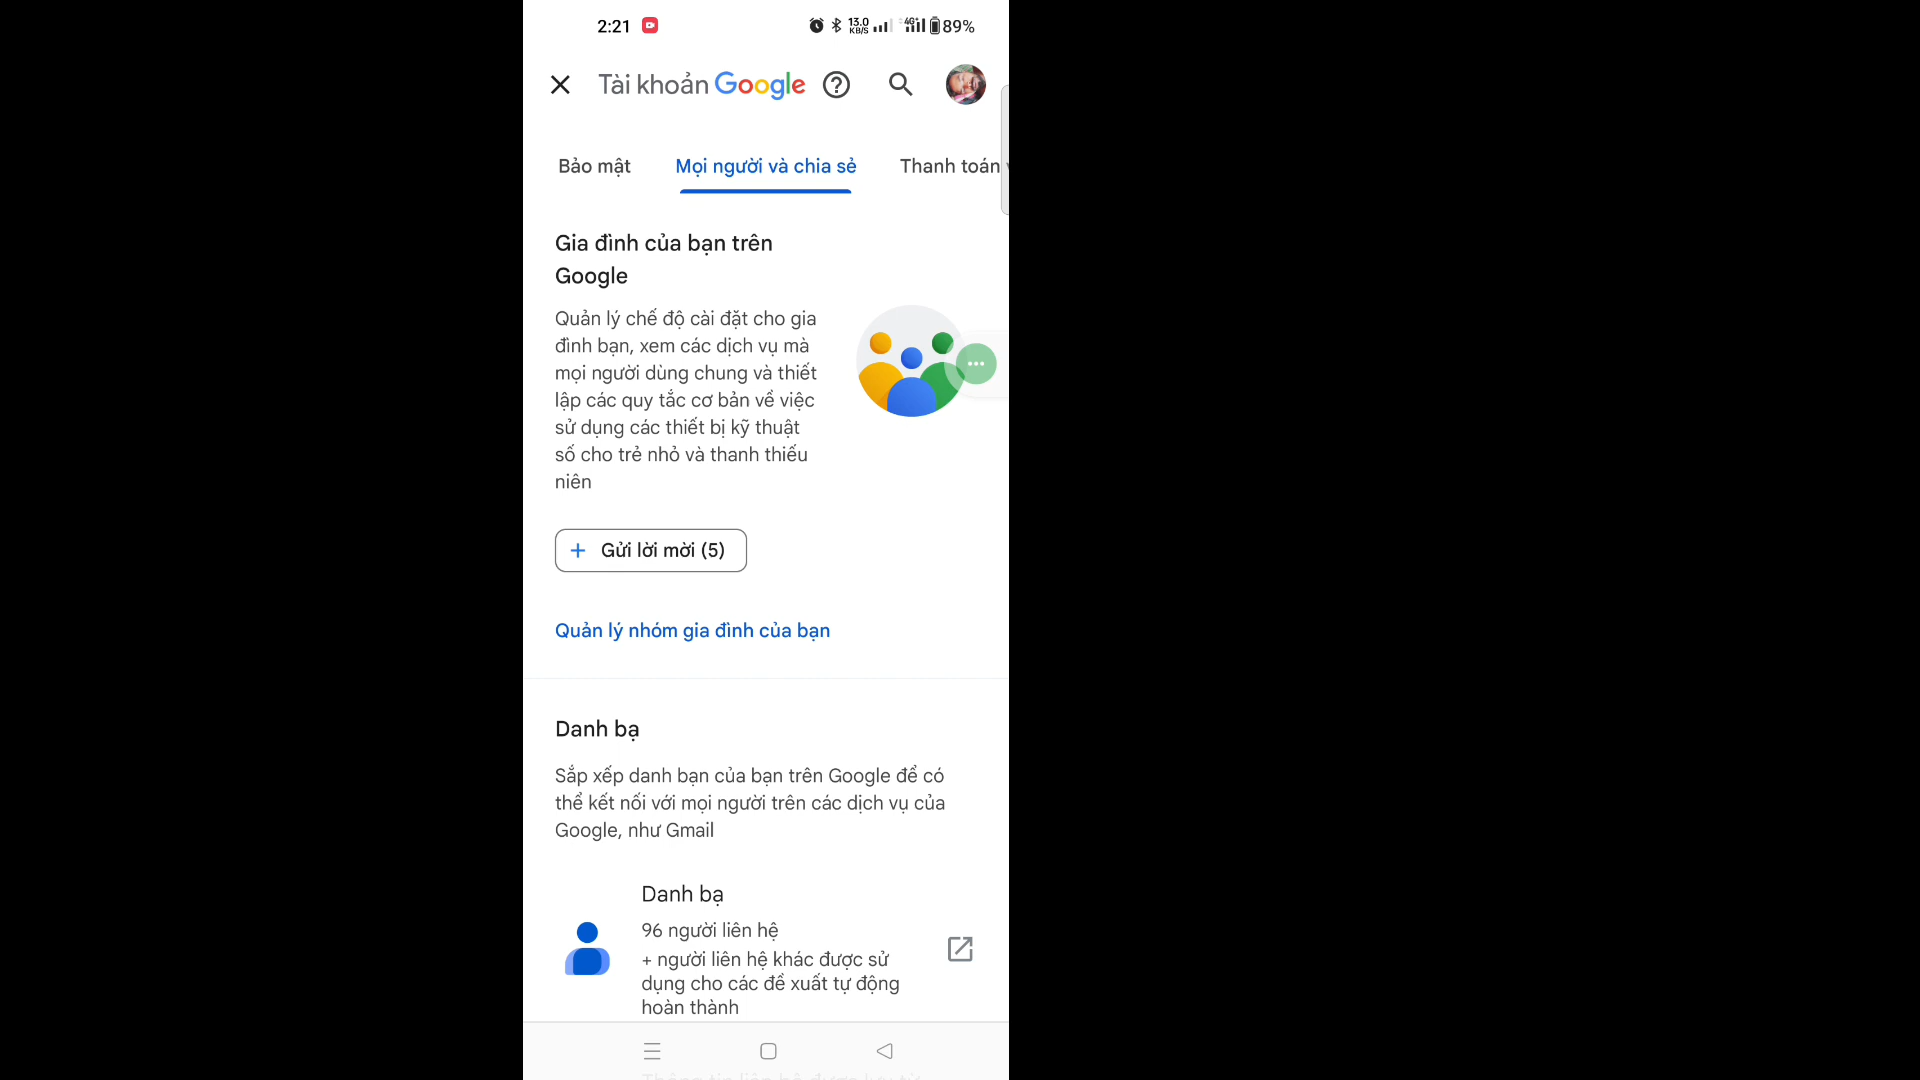 2:21 13.0 KB/S 4G+ 89%
Tài khoản Google
Bảo mật Mọi người và chia sẻ Thanh toán
Gia đình của bạn trên
Google
Quản lý chế độ cài đặt cho gia
đình bạn, xem các dịch vụ mà
mọi người dùng chung và thiết
lập các quy tắc cơ bản về việc
sử dụng các thiết bị kỹ thuật
số cho trẻ nhỏ và thanh thiếu
niên
+ Gửi lời mời (5)
Quản lý nhóm gia đình của bạn
Danh bạ
Sắp xếp danh bạn của bạn trên Google để có
thể kết nối với mọi người trên các dịch vụ của
Google, như Gmail
Danh bạ
96 người liên hệ
+ người liên hệ khác được sử
dụng cho các đề xuất tự động
hoàn thành